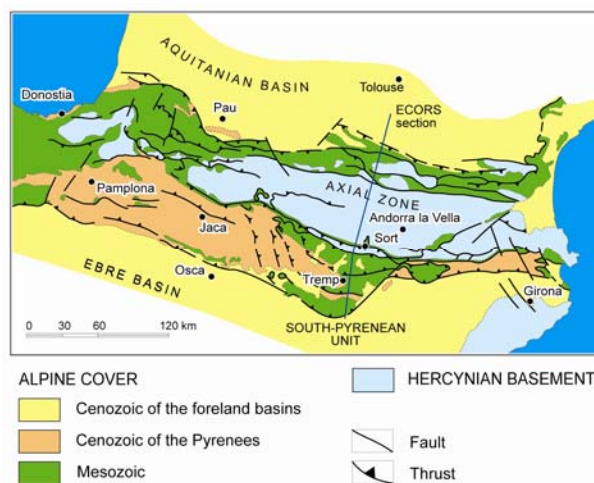 AQUITANIAN BASIN
Donostia
Tolouse
Pau
ECORS
section
AXIAL ZONE
Pamplona
Andorra la Vella
Jaca
Sort
EBRE BASIN
Osca
Tremp
Girona
0 30 60 120 km
SOUTH-PYRENEAN
UNIT
ALPINE COVER
HERCYNIAN BASEMENT
Cenozoic of the foreland basins
Cenozoic of the Pyrenees
Fault
Mesozoic
Thrust